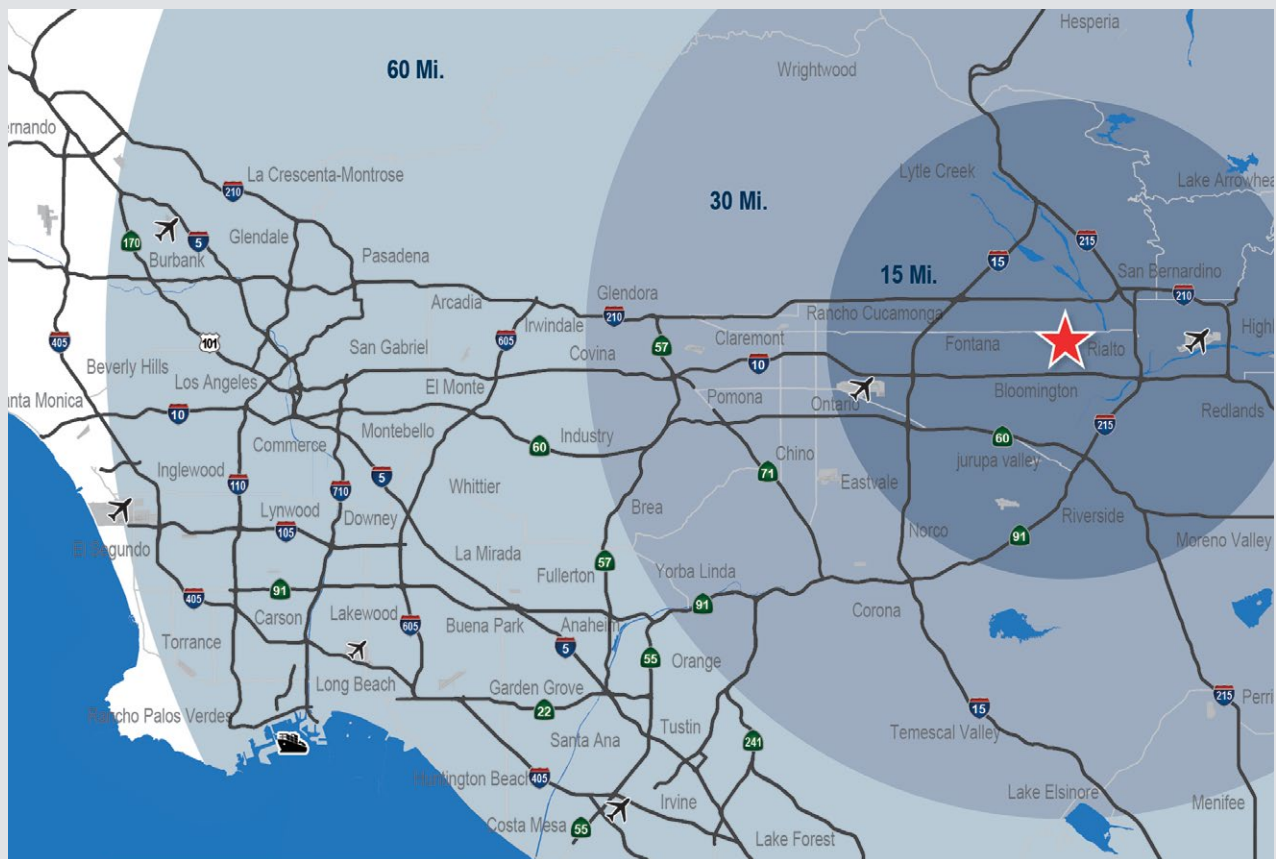 Hesperia
60 Mi.
Wrightwood
ernando
La Crescenta-Montrose
Lytle Creek
Lake Arrowhea
210
30 Mi.
170
5
Glendale
215
Burbank
Pasadena
15
15 Mi.
San Bernardino
Arcadia
Glendora
210
210
Irwindale
Rancho Cucamonga
405
101
605
57
Claremont
Fontana
Rialto
Highl
San Gabriel
Covina
10
Beverly Hills
Los Angeles
El Monte
Pomona
Ontario
Bloomington
anta Monica
10
Redlands
Commerce
Montebello
Industry
60
60
215
Inglewood
110
710
5
Whittier
Chino
71
jurupa valley
Eastvale
Lynwood
Downey
Brea
Riverside
105
El Segundo
La Mirada
Norco
91
Moreno Valley
Fullerton
57
Yorba Linda
91
405
Carson
Lakewood
91
Corona
605
Buena Park
Anaheim
Torrance
5
55
Orange
Long Beach
Garden Grove
22
15
215
Perri
Rancho Palos Verdes
Tustin
Temescal Valley
Santa Ana
241
Huntington Beach
405
Lake Elsinore
Irvine
Menifee
Costa Mesa
55
Lake Forest